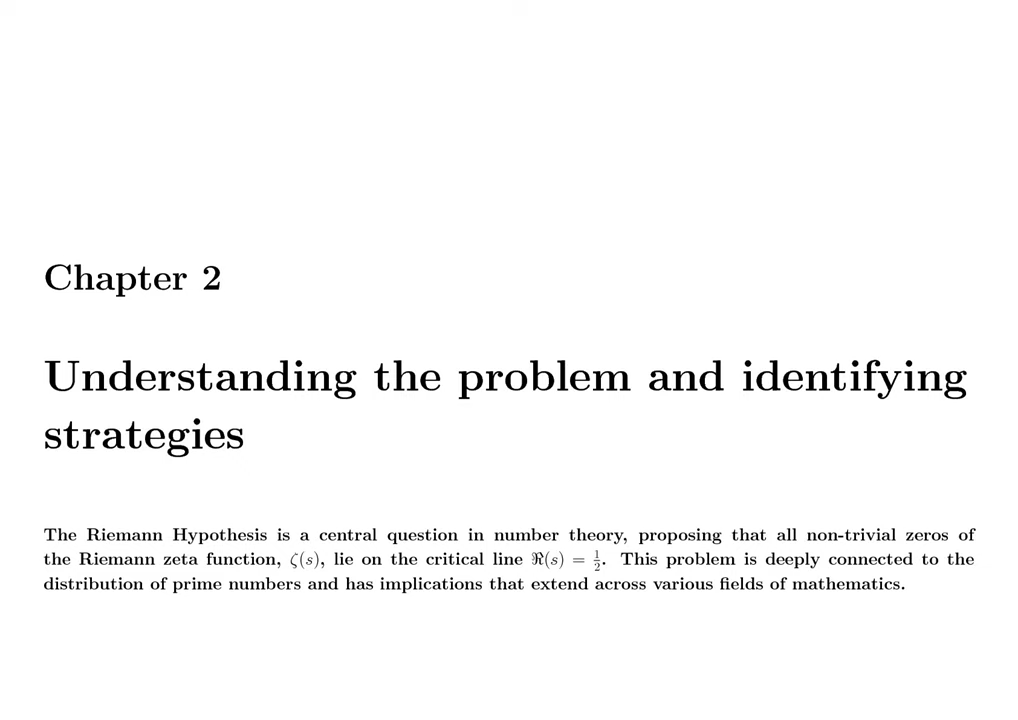 Chapter 2
Understanding the problem and identifying
strategies
The Riemann Hypothesis is a central question in number theory, proposing that all non-trivial zeros of
the Riemann zeta function, ζ(s), lie on the critical line ℜ(s) = 1/2. This problem is deeply connected to the
distribution of prime numbers and has implications that extend across various fields of mathematics.